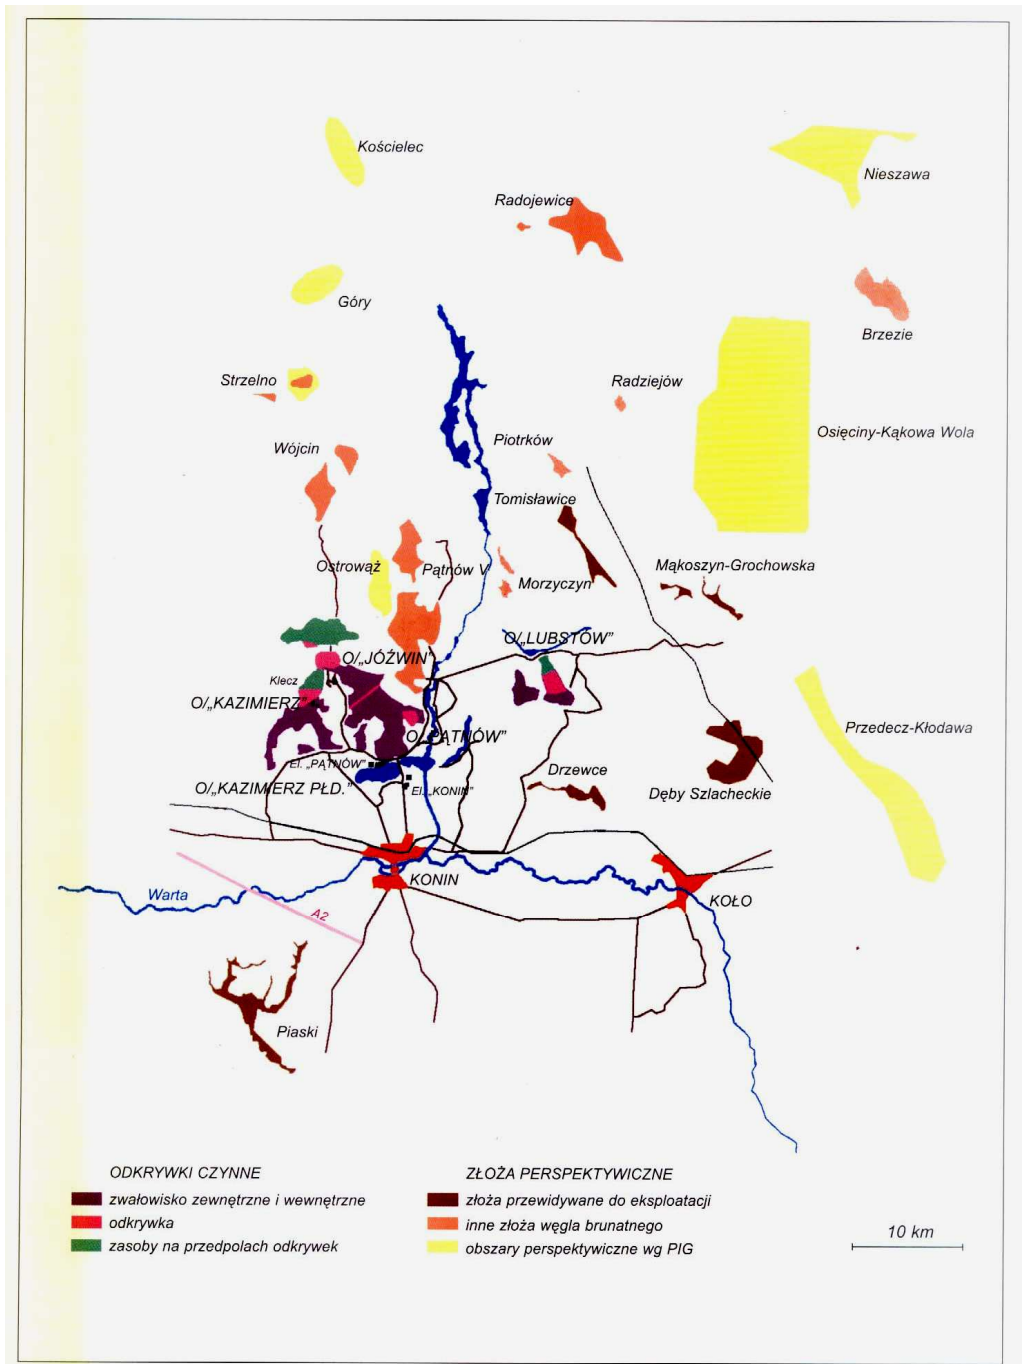 Kościelec
Nieszawa
Radojewice
Góry
Brzezie
Strzelno
Radziejów
Osięciny-Kąkowa Wola
Wójcin
Piotrków
Tomisławice
Ostrowąż
Pątnów V
Mąkoszyn-Grochowska
Morzyczyn
O/„LUBSTÓW”
O/„JÓŹWIN”
Klecz
O/„KAZIMIERZ”
Przedecz-Kłodawa
O/„PĄTNÓW”
El. „PĄTNÓW”
Drzewce
O/„KAZIMIERZ PŁD.”
El. „KONIN”
Dęby Szlacheckie
KONIN
Warta
KOŁO
A2
Piaski
ODKRYWKI CZYNNE
zwałowisko zewnętrzne i wewnętrzne
odkrywka
zasoby na przedpolach odkrywek
ZŁOŻA PERSPEKTYWICZNE
złoża przewidywane do eksploatacji
inne złoża węgla brunatnego
obszary perspektywiczne wg PIG
10 km